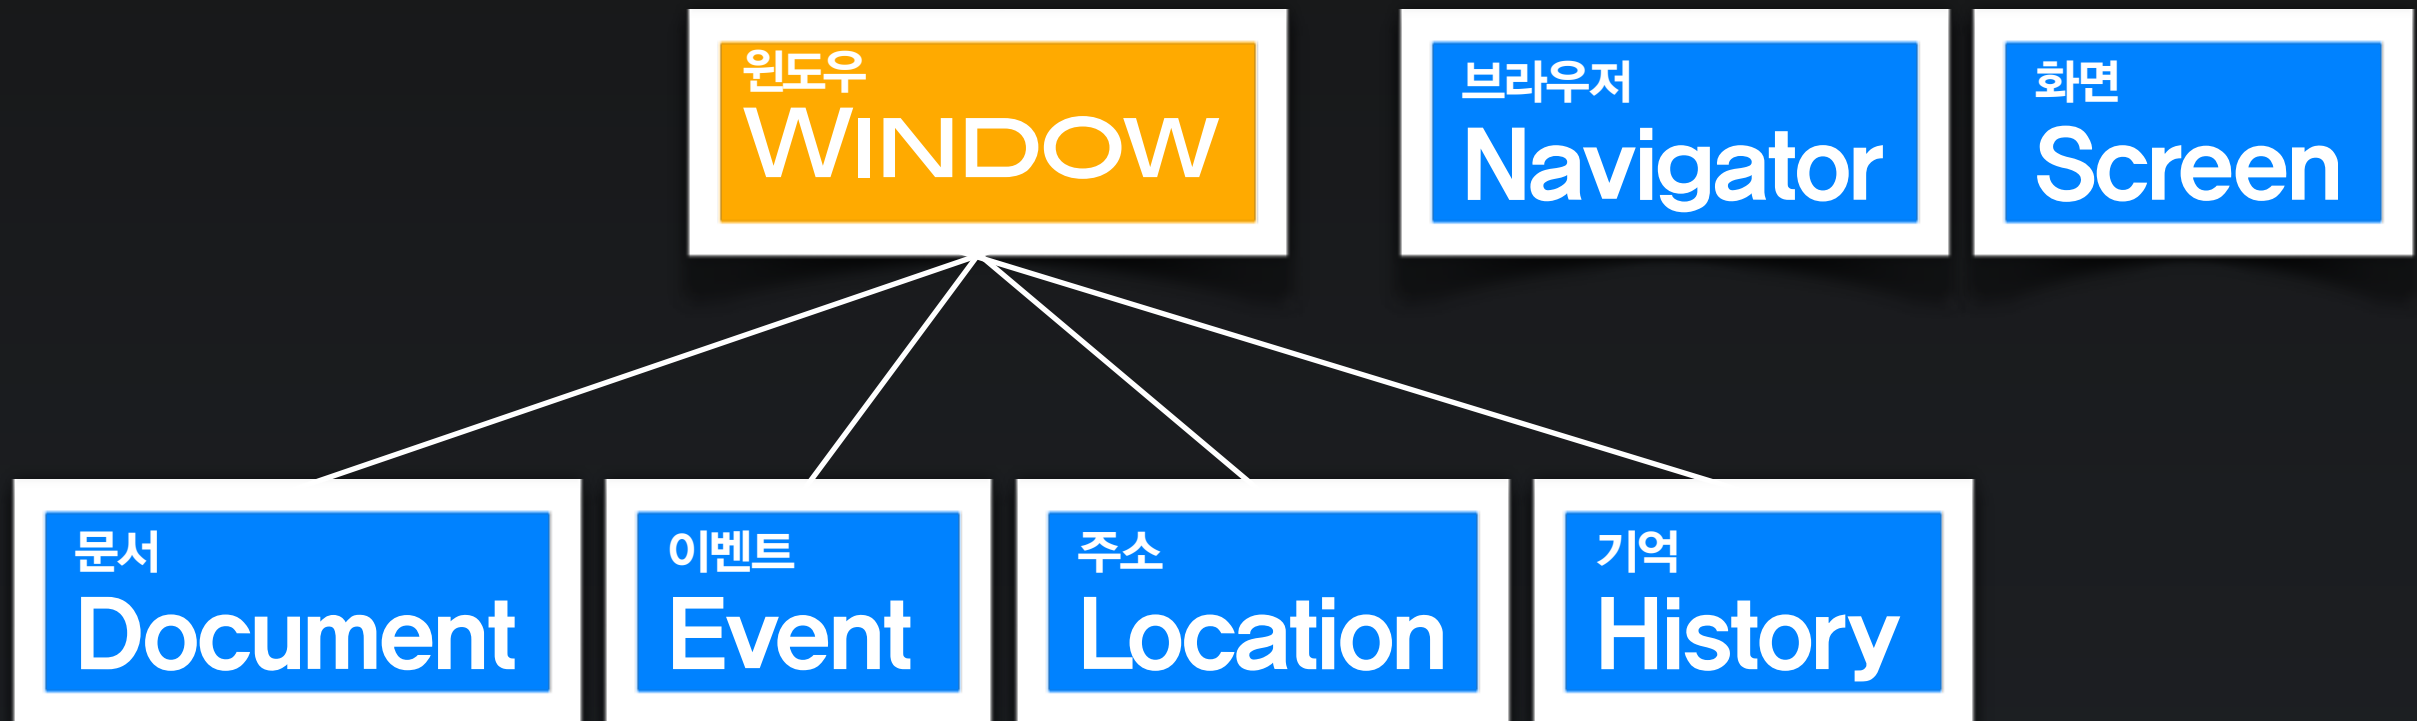 윈도우
WINDOW
브라우저
Navigator
화면
Screen
문서
Document
이벤트
Event
주소
Location
기억
History